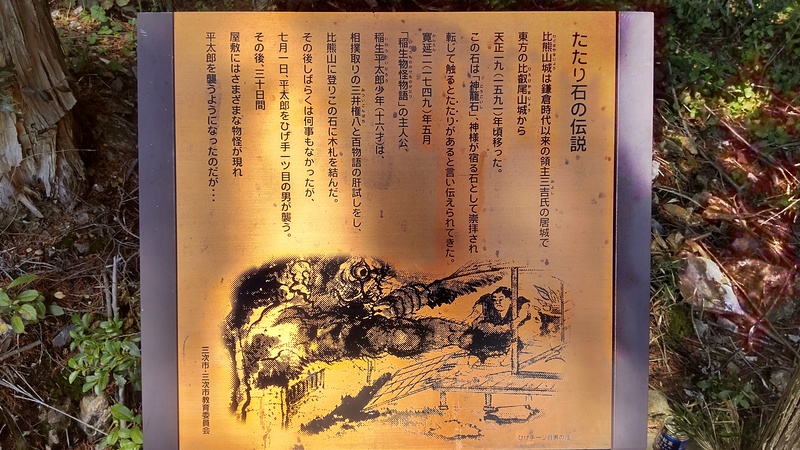 たたり石の伝説
比熊山城は鎌倉時代以来の領主三吉氏の居城で
東方の比叡尾山城から
天正一九（一五九一）年頃移った。
この石は「神籠石」、神様が宿る石として崇拝され
転じて触るとたたりがあると言い伝えられてきた。
寛延二（一七四九）年五月
「稲生物怪物語」の主人公、
稲生平太郎少年（十六才）は、
相撲取りの三井権八と百物語の肝試しをし、
比熊山に登りこの石に木札を結んだ。
その後しばらくは何事もなかったが、
七月一日、平太郎をひげ手一ツ目の男が襲う。
その後、三十日間
屋敷にはさまざまな物怪が現れ
平太郎を襲うようになったのだが・・・
三次市・三次市教育委員会